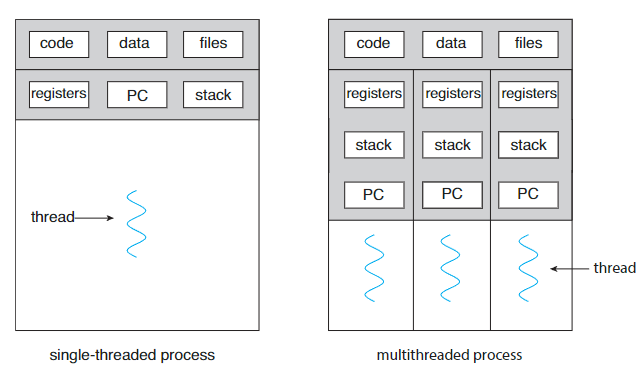 code data files
registers PC stack
thread
single-threaded process
code data files
registers registers registers
stack stack stack
PC PC PC
thread
multithreaded process